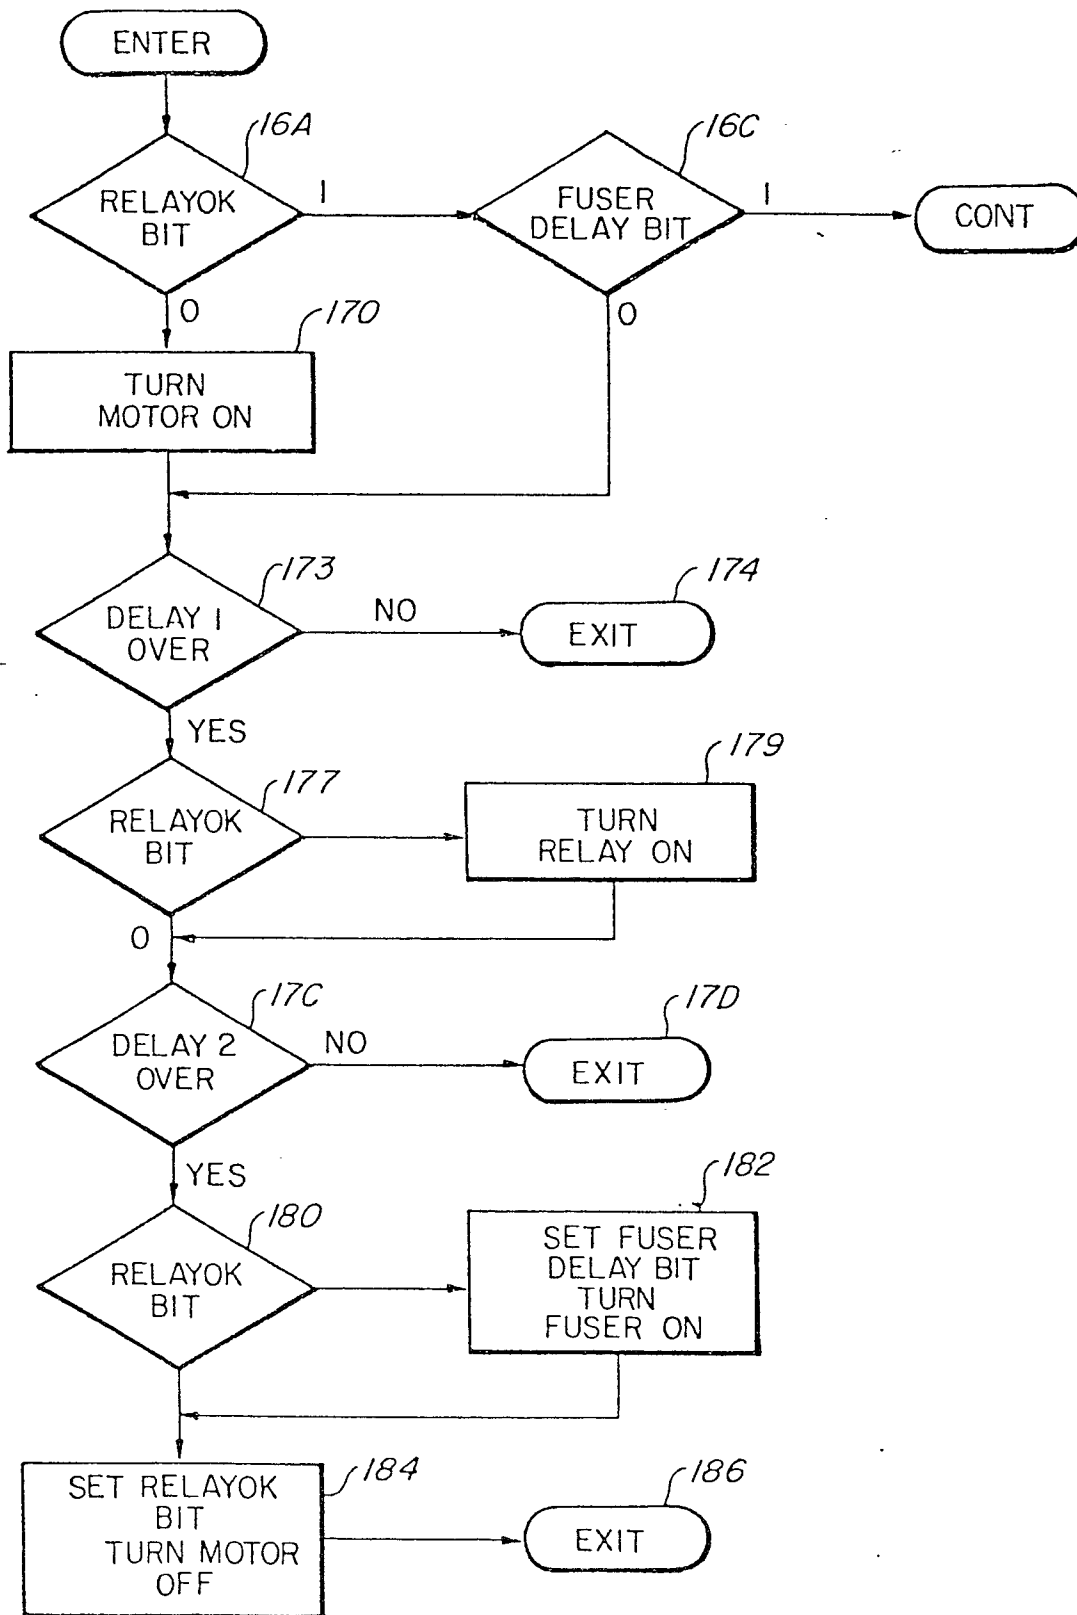 ENTER
16A
RELAYOK
BIT
1
0
16C
FUSER
DELAY BIT
1
0
CONT
170
TURN
MOTOR ON
173
DELAY 1
OVER
NO
YES
174
EXIT
177
RELAYOK
BIT
0
179
TURN
RELAY ON
17C
DELAY 2
OVER
NO
YES
17D
EXIT
180
RELAYOK
BIT
182
SET FUSER
DELAY BIT
TURN
FUSER ON
184
SET RELAYOK
BIT
TURN MOTOR
OFF
186
EXIT